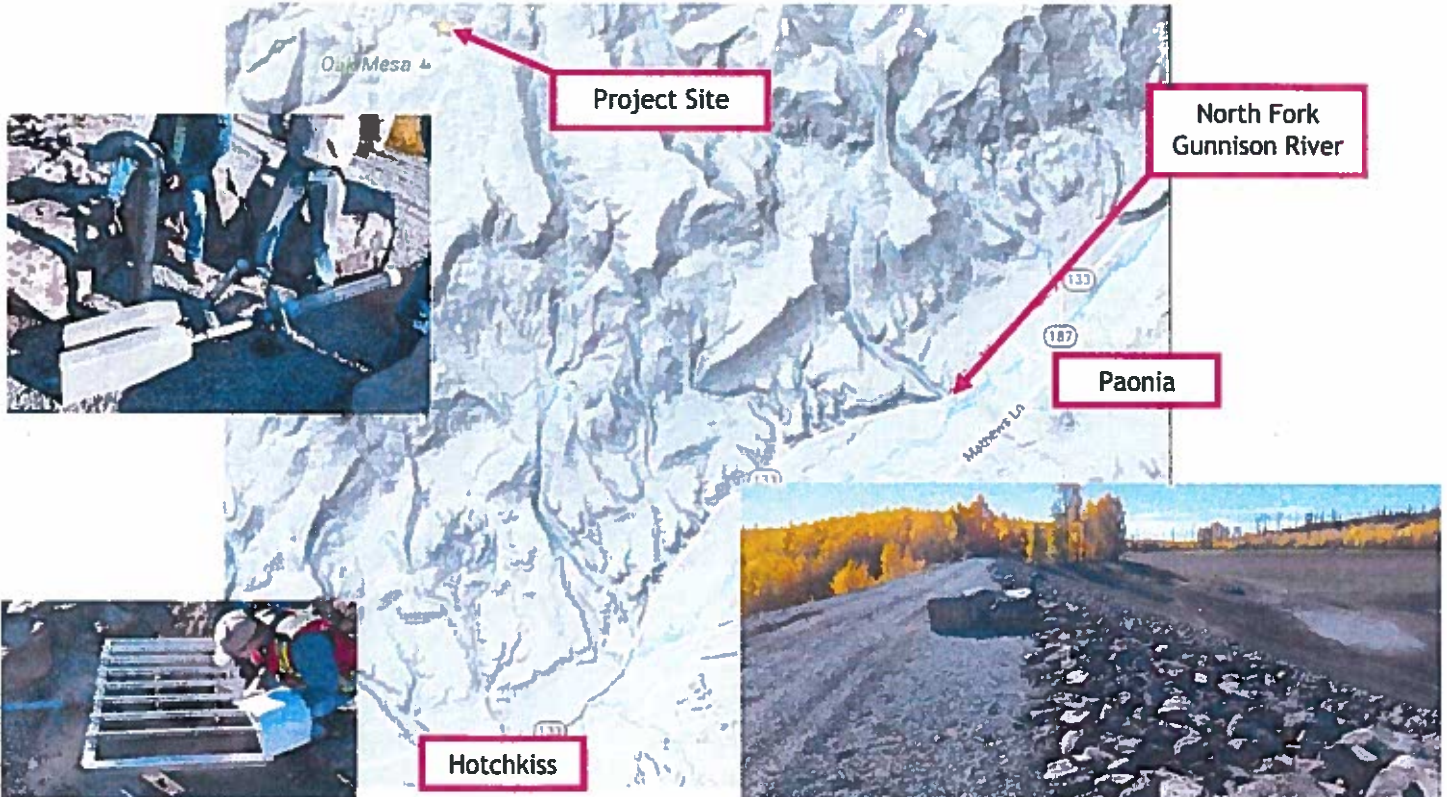 Oak Mesa
Project Site
North Fork
Gunnison River
133
187
Paonia
Mathews Ln
133
133
Hotchkiss